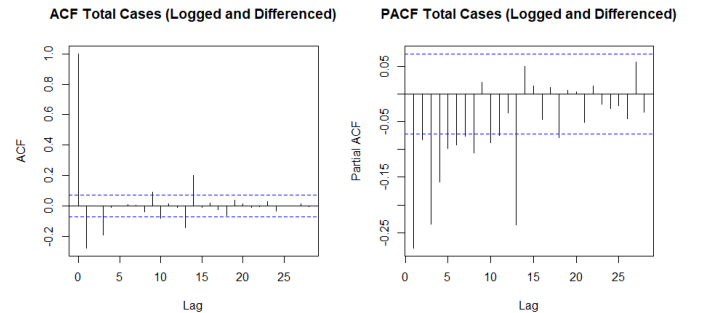 ACF Total Cases (Logged and Differenced)
ACF
1.0
0.8
0.6
0.4
0.2
0.0
-0.2
0 5 10 15 20 25
Lag
PACF Total Cases (Logged and Differenced)
Partial ACF
0.05
-0.05
-0.15
-0.25
0 5 10 15 20 25
Lag